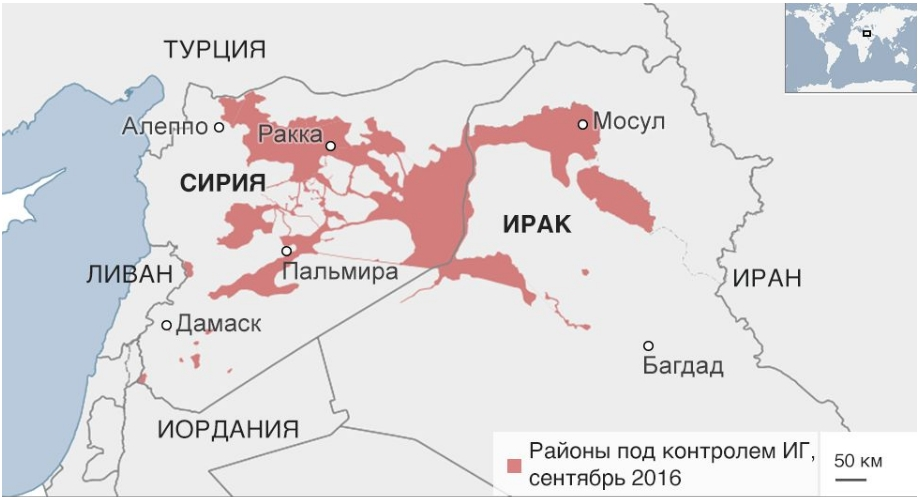 ТУРЦИЯ
Алеппо
Ракка
Мосул
СИРИЯ
ИРАК
ЛИВАН
Пальмира
ИРАН
Дамаск
Багдад
ИОРДАНИЯ
Районы под контролем ИГ,
сентябрь 2016
50 км